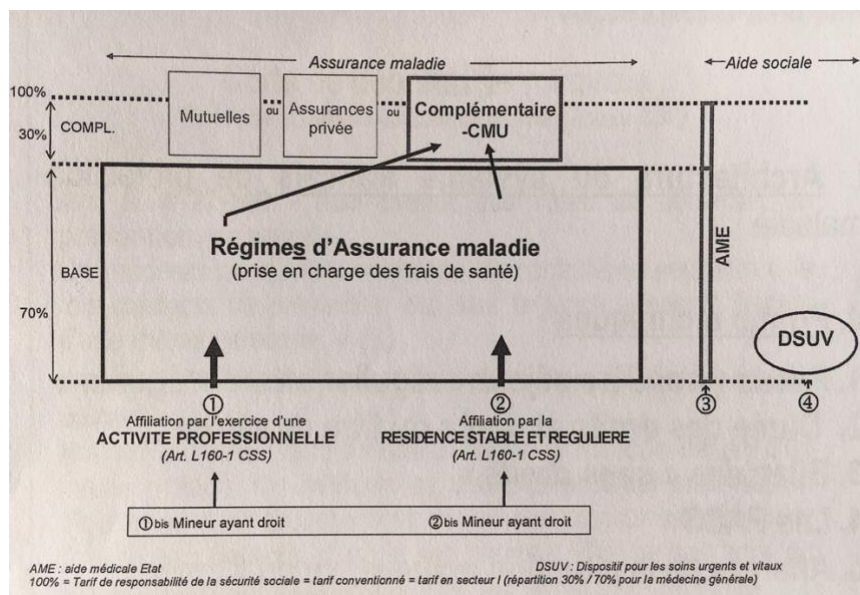 Assurance maladie
Aide sociale
100%
30%
COMPL.
Mutuelles
ou
Assurances
privée
ou
Complémentaire
-CMU
Régimes d'Assurance maladie
(prise en charge des frais de santé)
BASE
70%
AME
DSUV
①
②
③
④
Affiliation par l'exercice d'une
ACTIVITE PROFESSIONNELLE
(Art. L160-1 CSS)
Affiliation par la
RESIDENCE STABLE ET REGULIERE
(Art. L160-1 CSS)
①bis Mineur ayant droit
②bis Mineur ayant droit
AME : aide médicale Etat
DSUV : Dispositif pour les soins urgents et vitaux
100% = Tarif de responsabilité de la sécurité sociale = tarif conventionné = tarif en secteur I (répartition 30% / 70% pour la médecine générale)